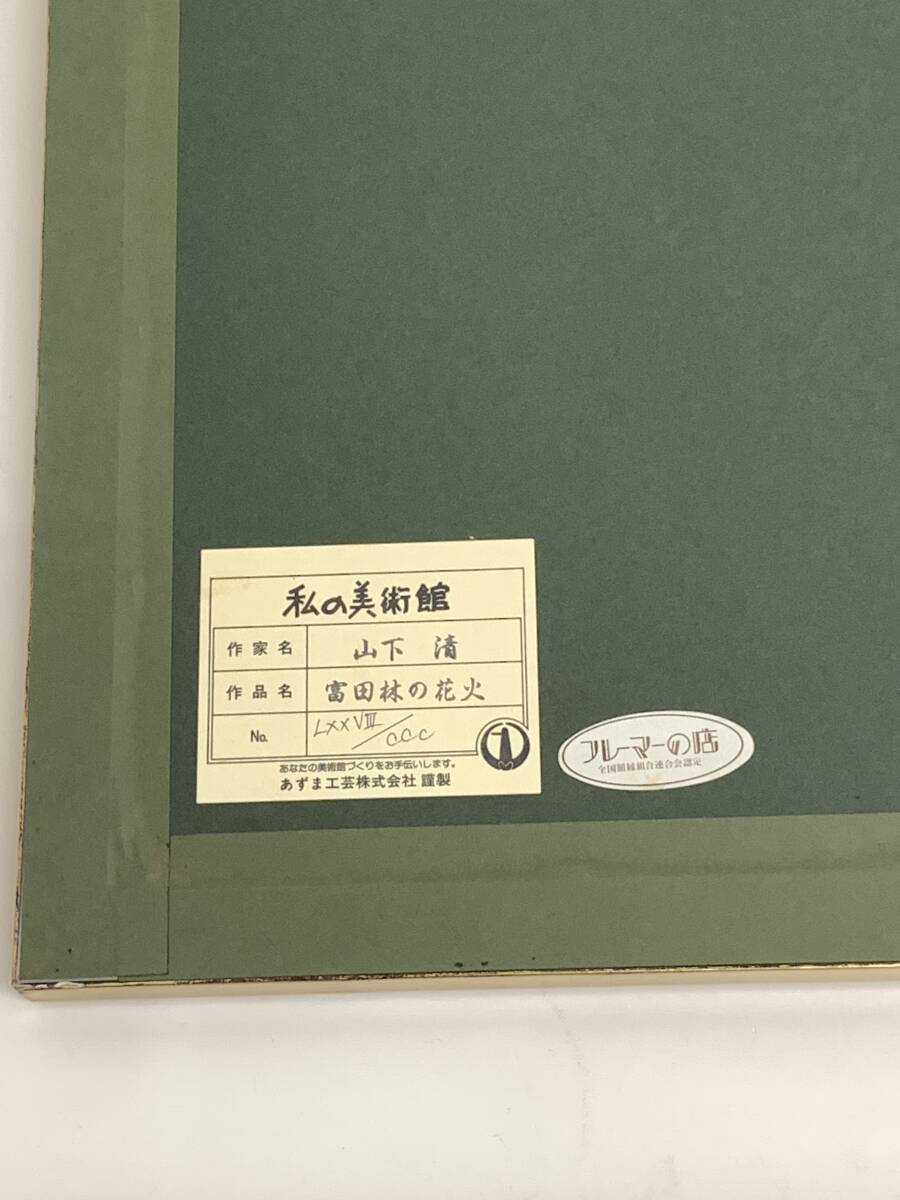 私の美術館
作家名 山下 清
作品名 富田林の花火
No. LXXVIII/CCC
あなたの美術館づくりをお手伝いします。
あずま工芸株式会社 謹製
フレーマーの店
全国額縁組合連合会認定